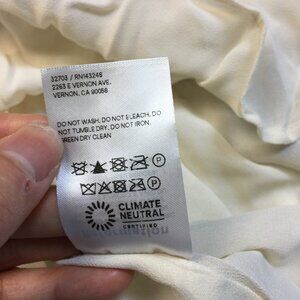 32703 / RN143248
2263 E VERNON AVE.
VERNON, CA 90058
DO NOT WASH, DO NOT BLEACH, DO
NOT TUMBLE DRY, DO NOT IRON,
GREEN DRY CLEAN
P
P
CLIMATE
NEUTRAL
CERTIFIED